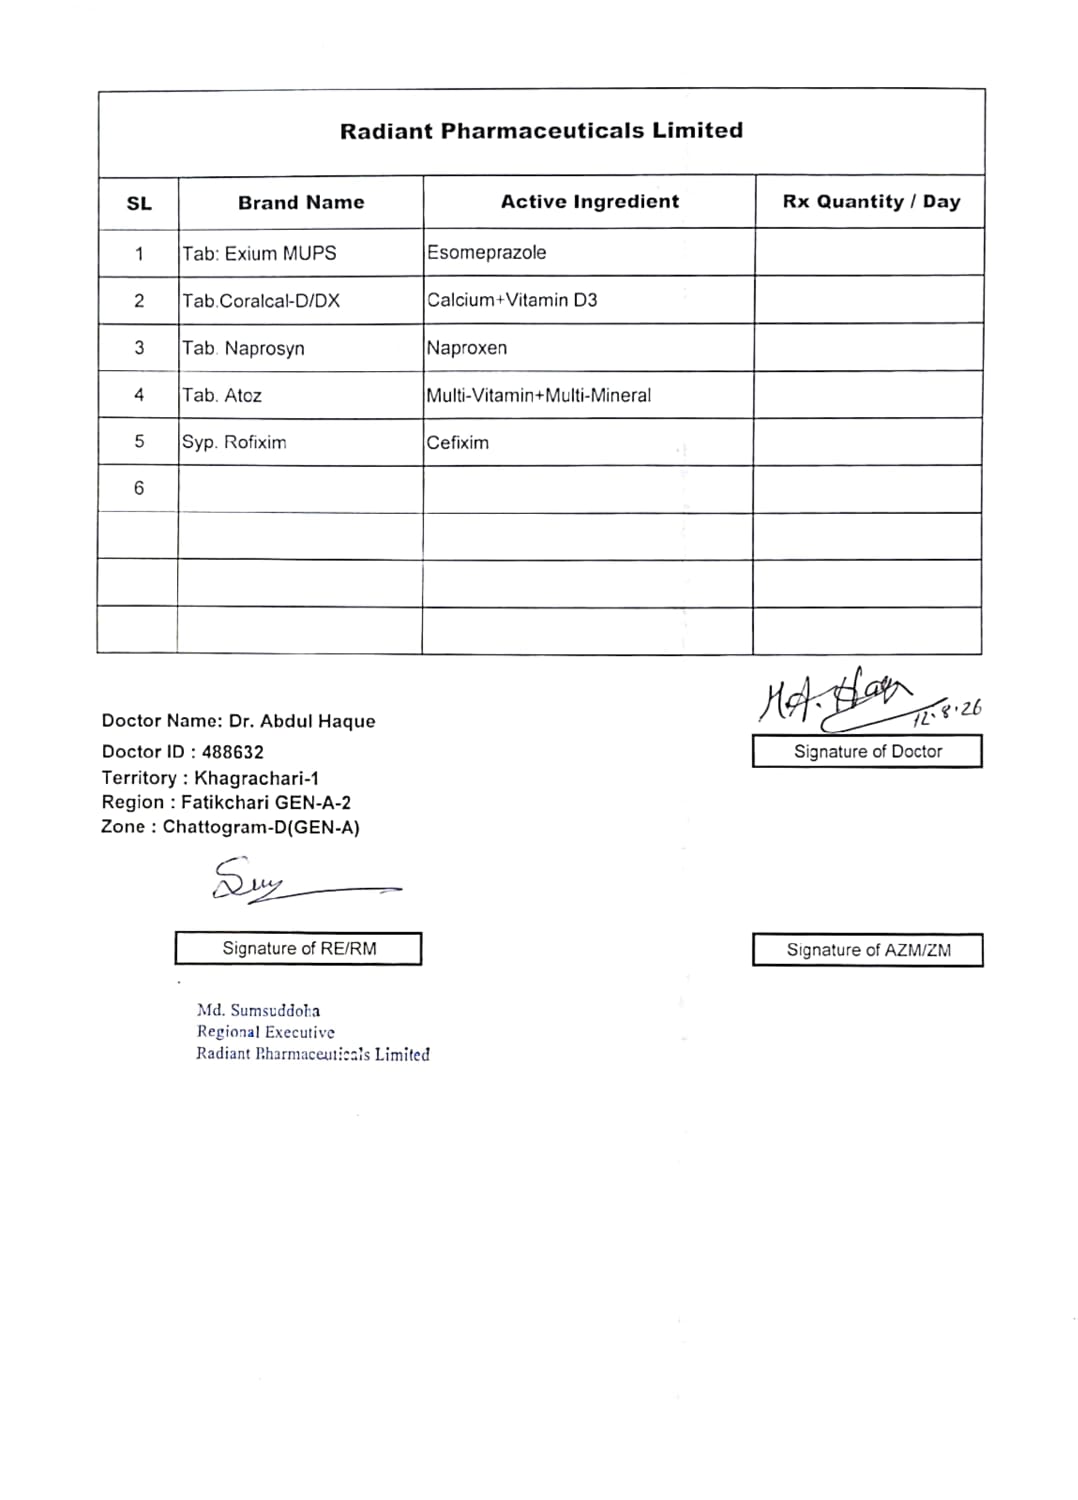 Radiant Pharmaceuticals Limited
SL Brand Name Active Ingredient Rx Quantity / Day
1 Tab: Exium MUPS Esomeprazole
2 Tab.Coralcal-D/DX Calcium+Vitamin D3
3 Tab. Naprosyn Naproxen
4 Tab. Atoz Multi-Vitamin+Multi-Mineral
5 Syp. Rofixim Cefixim
6
M.A. Haque
12.8.26
Doctor Name: Dr. Abdul Haque
Signature of Doctor
Doctor ID : 488632
Territory : Khagrachari-1
Region : Fatikchari GEN-A-2
Zone : Chattogram-D(GEN-A)
Signature of RE/RM
Signature of AZM/ZM
Md. Sumsuddoha
Regional Executive
Radiant Pharmaceuticals Limited